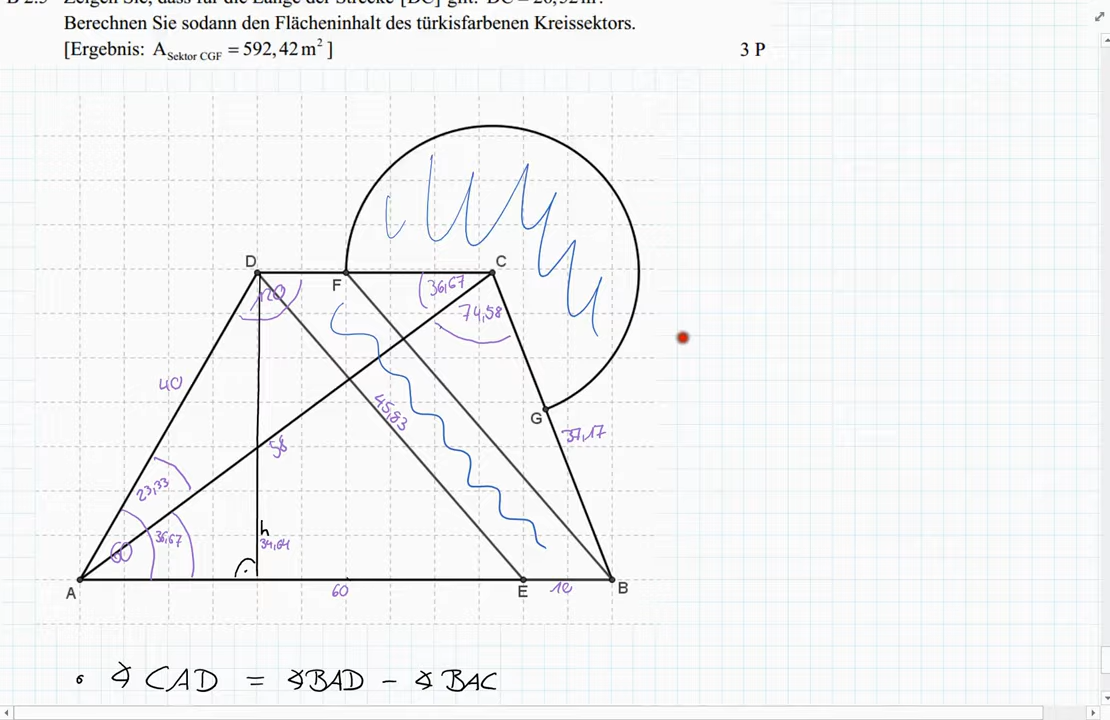 Berechnen Sie sodann den Flächeninhalt des türkisfarbenen Kreissektors.
[Ergebnis: A Sektor CGF = 592,42 m² ] 3 P
D F C
120 36,67
74,58
40
45,83
G
37,17
58
23,33
h
60 36,67 34,64
A 60 E 10 B
∢ CAD = ∢BAD - ∢ BAC